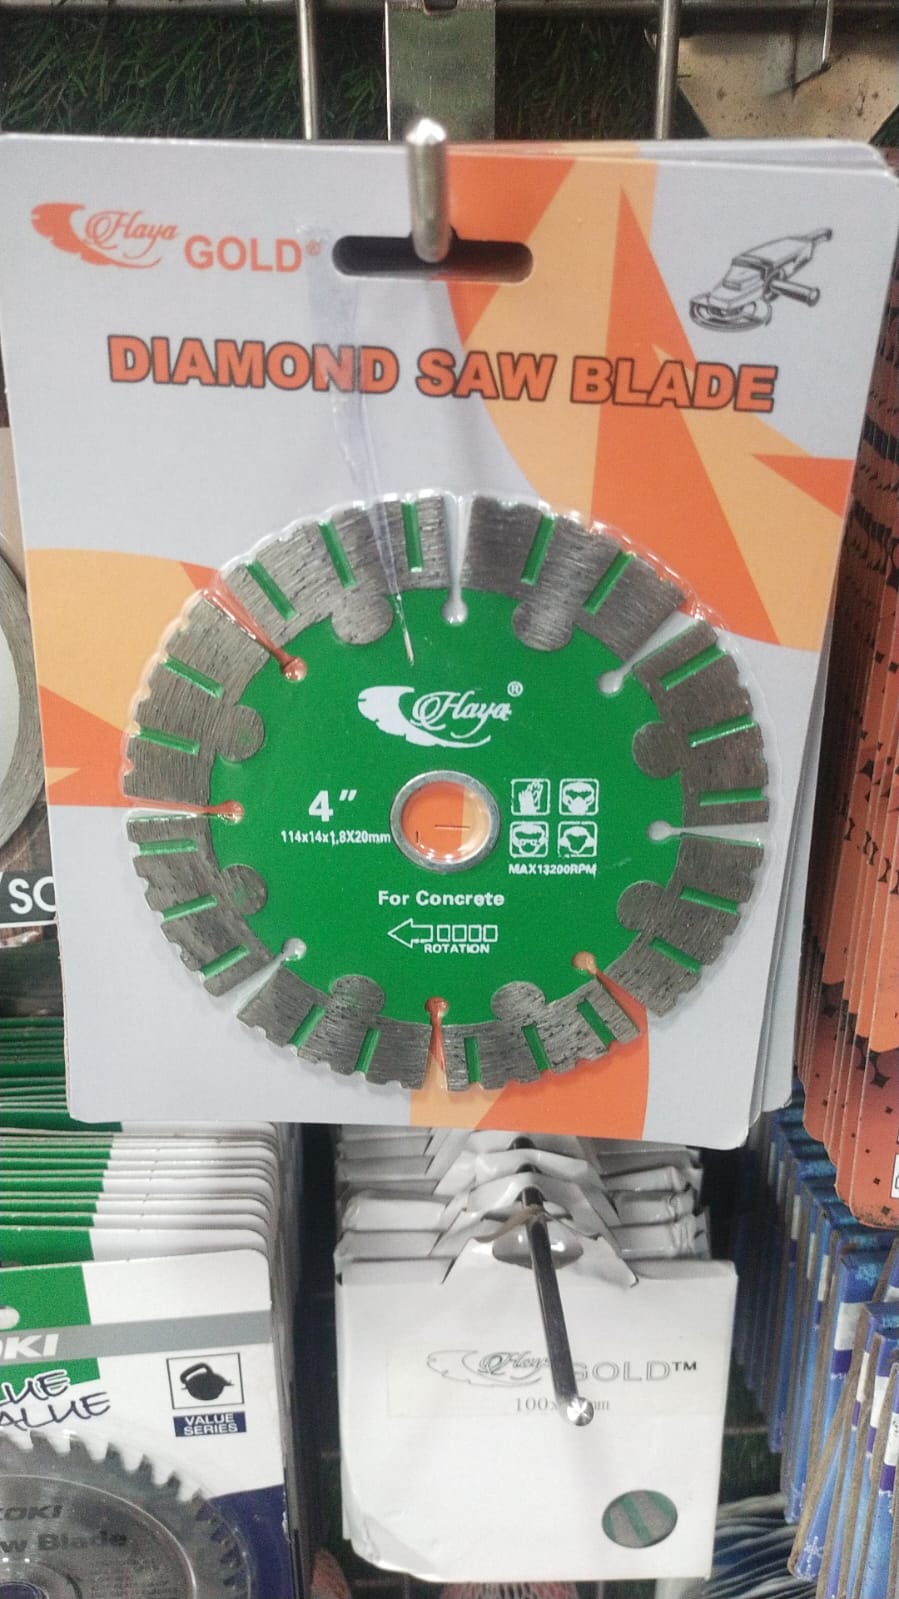 Haya GOLD®
DIAMOND SAW BLADE
Haya®
4"
114x14x1,8X20mm
MAX13200RPM
For Concrete
ROTATION
Haya GOLD™
VALUE
SERIES